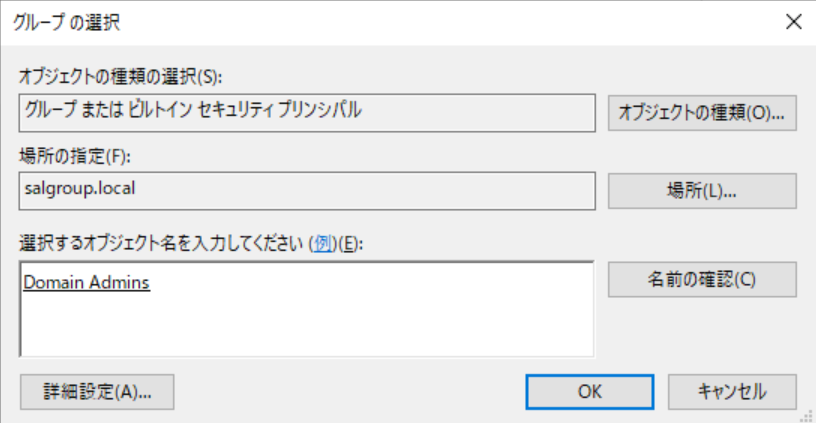 グループ の選択
オブジェクトの種類の選択(S):
グループ または ビルトイン セキュリティ プリンシパル
オブジェクトの種類(O)...
場所の指定(F):
salgroup.local
場所(L)...
選択するオブジェクト名を入力してください (例)(E):
Domain Admins
名前の確認(C)
詳細設定(A)...
OK
キャンセル